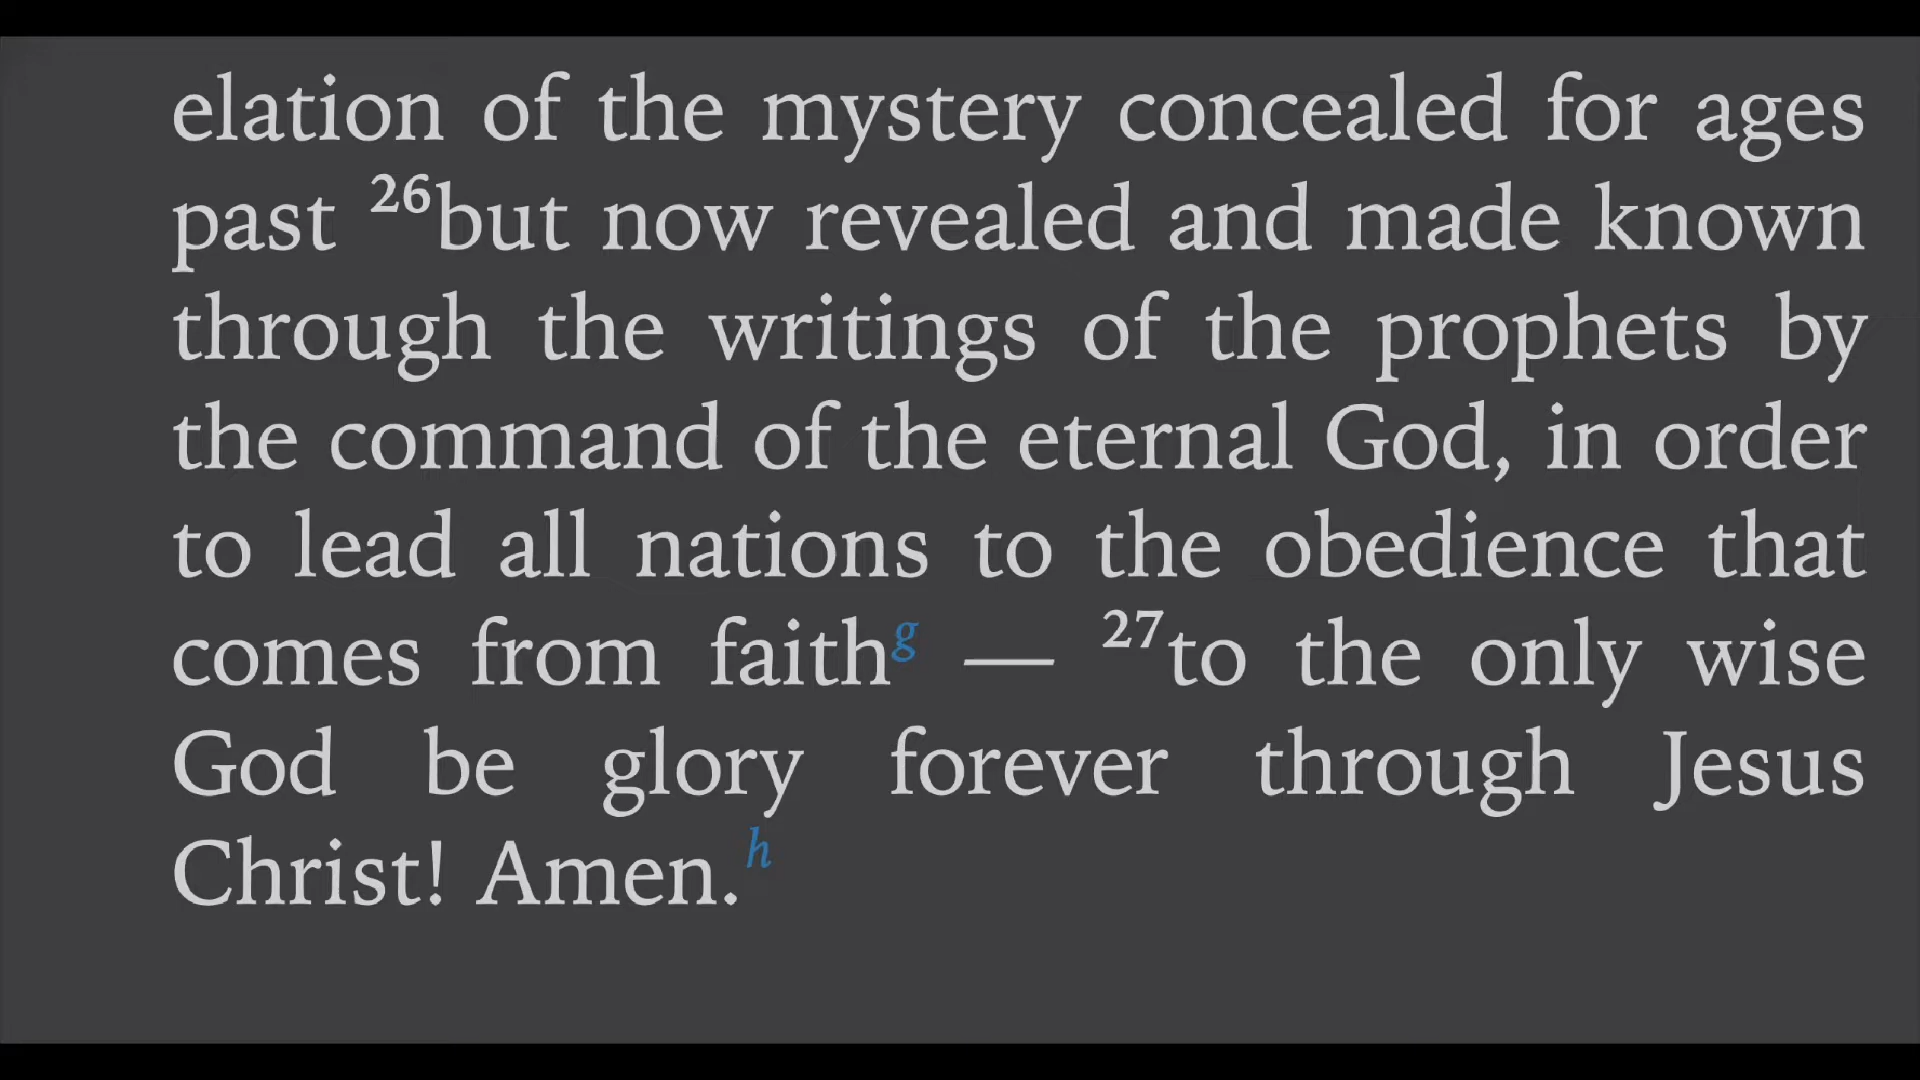 elation of the mystery concealed for ages
past 26but now revealed and made known
through the writings of the prophets by
the command of the eternal God, in order
to lead all nations to the obedience that
comes from faithg — 27to the only wise
God be glory forever through Jesus
Christ! Amen.h